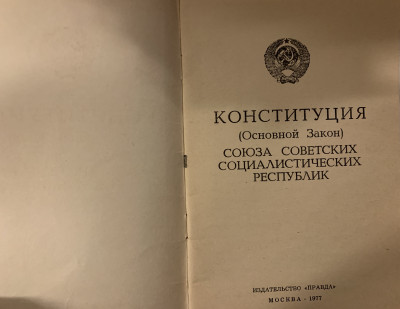 КОНСТИТУЦИЯ
(Основной Закон)
СОЮЗА СОВЕТСКИХ
СОЦИАЛИСТИЧЕСКИХ
РЕСПУБЛИК
ИЗДАТЕЛЬСТВО «ПРАВДА»
МОСКВА · 1977